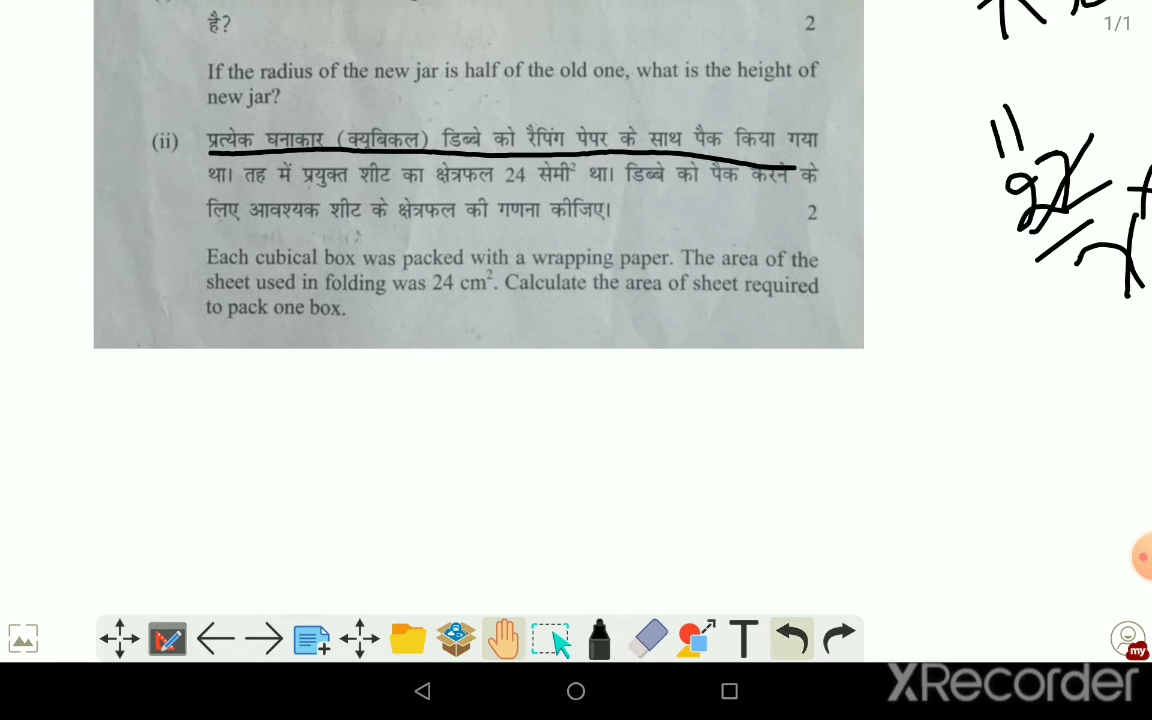 है? 2
1/1
If the radius of the new jar is half of the old one, what is the height of
new jar?
(ii) प्रत्येक घनाकार (क्यूबिकल) डिब्बे को रैपिंग पेपर के साथ पैक किया गया
था। तह में प्रयुक्त शीट का क्षेत्रफल 24 सेमी² था। डिब्बे को पैक करने के
लिए आवश्यक शीट के क्षेत्रफल की गणना कीजिए। 2
Each cubical box was packed with a wrapping paper. The area of the
sheet used in folding was 24 cm². Calculate the area of sheet required
to pack one box.
T
my
XRecorder